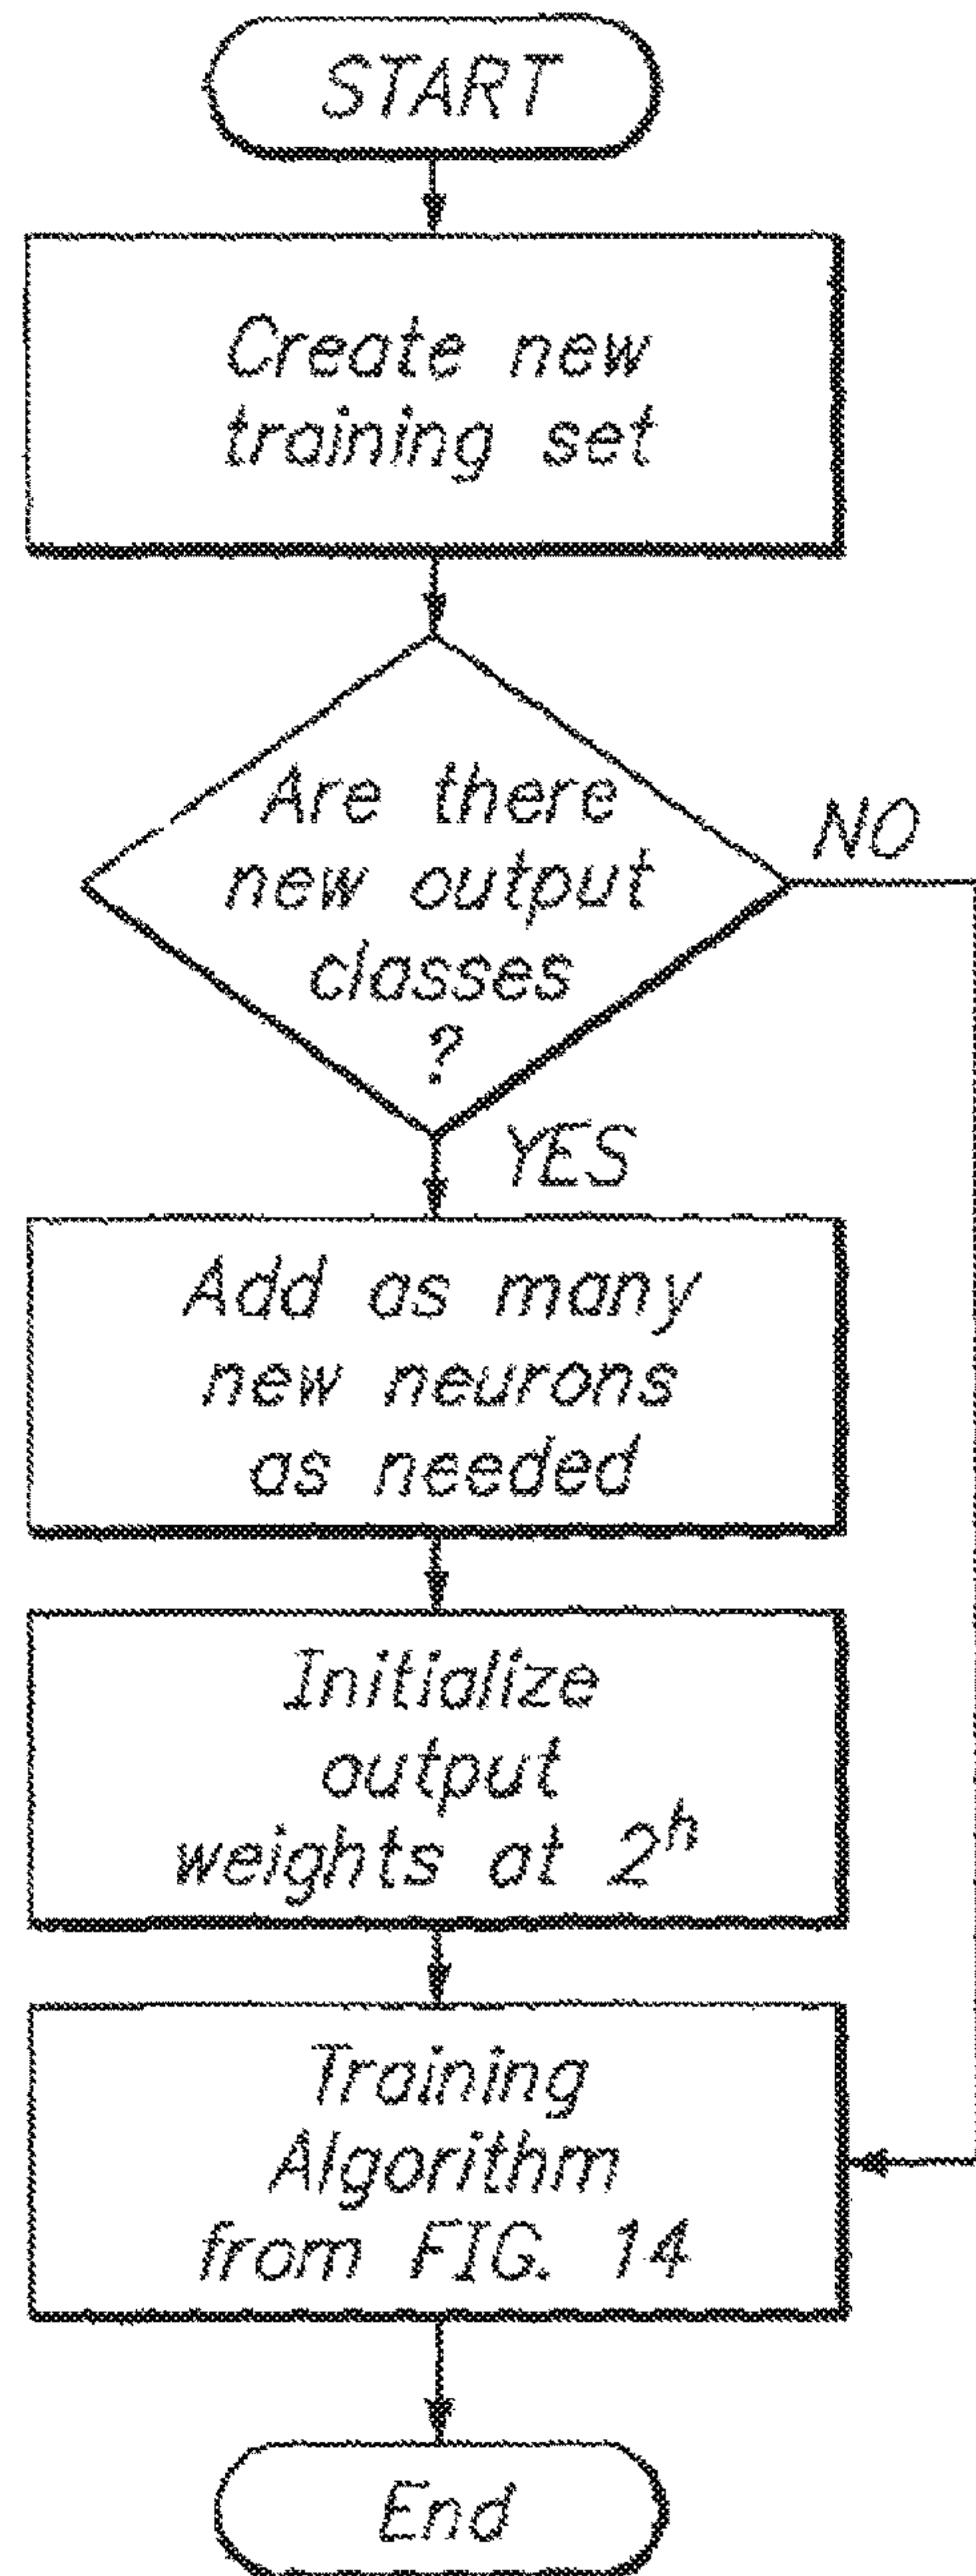 START
Create new
training set
Are there
new output
classes
?
NO
YES
Add as many
new neurons
as needed
Initialize
output
weights at 2^h
Training
Algorithm
from FIG. 14
End